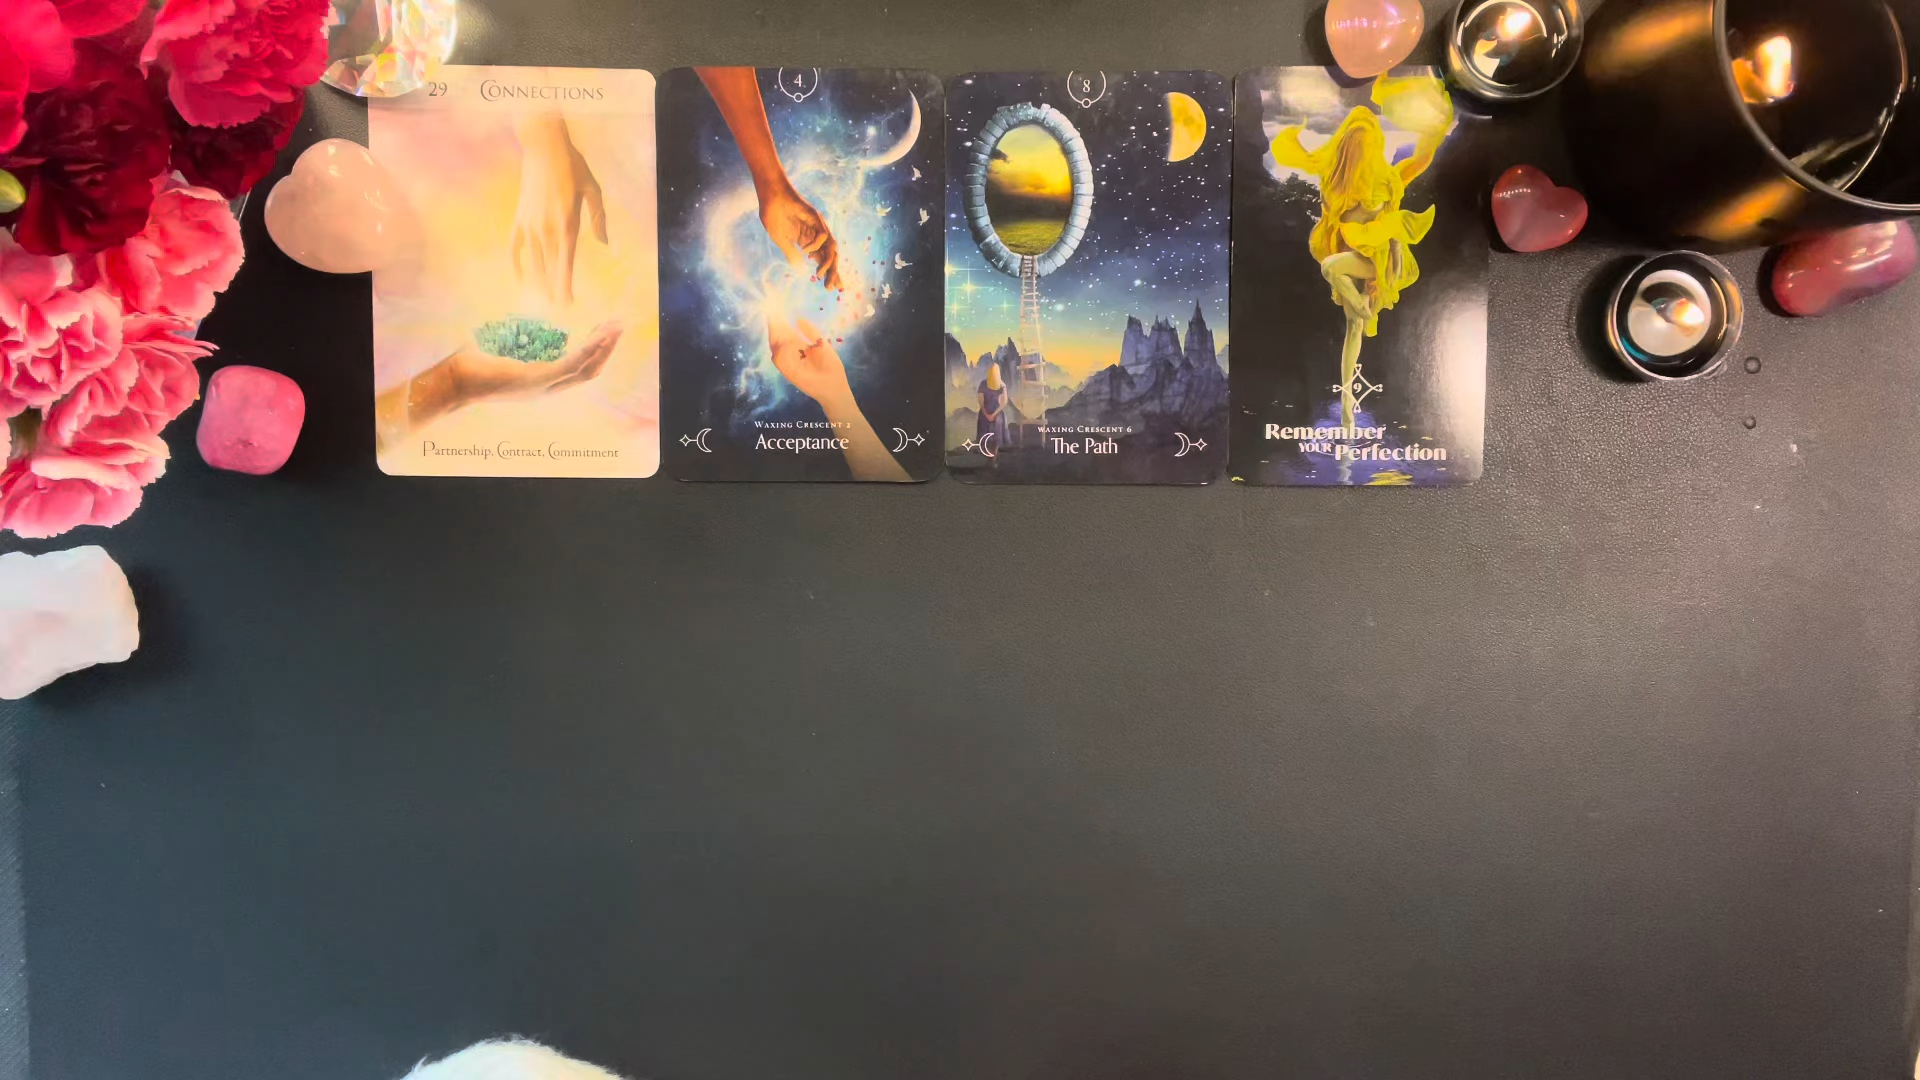 29 CONNECTIONS
Partnership, Contract, Commitment
4
WAXING CRESCENT 2
Acceptance
8
WAXING CRESCENT 6
The Path
9
Remember
YOUR Perfection